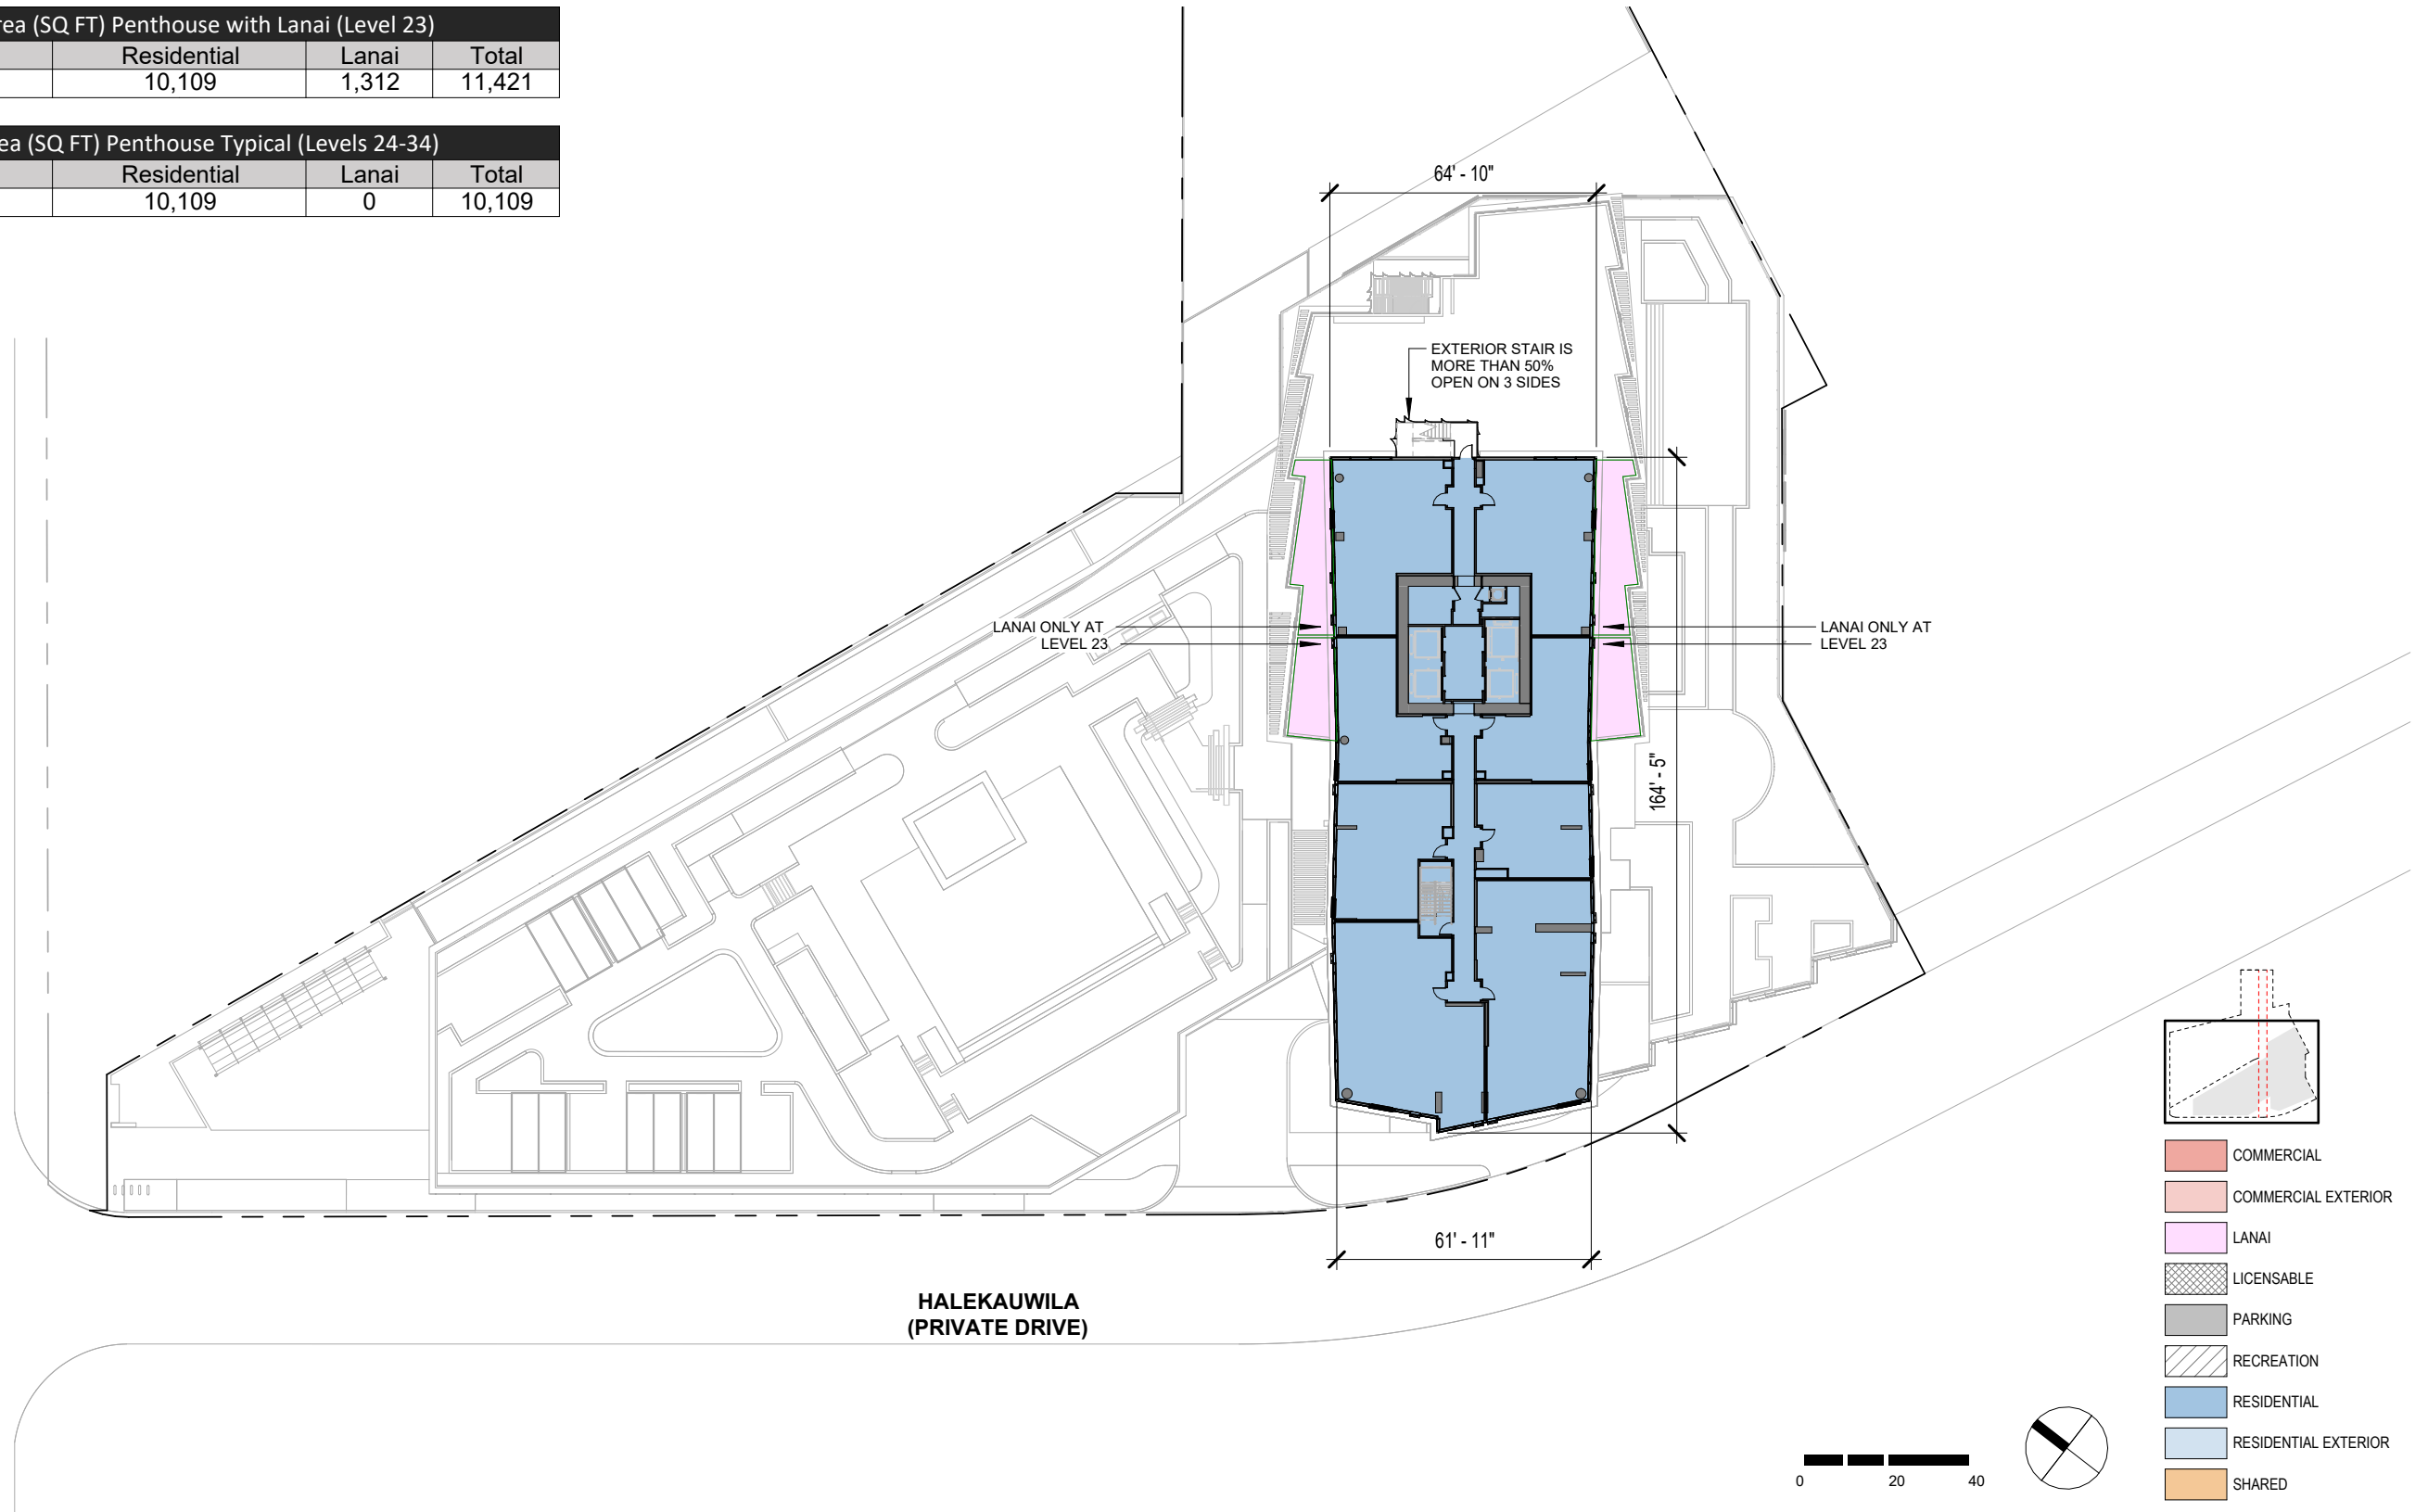 rea (SQ FT) Penthouse with Lanai (Level 23)
Residential Lanai Total
10,109 1,312 11,421
ea (SQ FT) Penthouse Typical (Levels 24-34)
Residential Lanai Total
10,109 0 10,109
64' - 10"
EXTERIOR STAIR IS
MORE THAN 50%
OPEN ON 3 SIDES
LANAI ONLY AT
LEVEL 23
LANAI ONLY AT
LEVEL 23
164' - 5"
61' - 11"
HALEKAUWILA
(PRIVATE DRIVE)
COMMERCIAL
COMMERCIAL EXTERIOR
LANAI
LICENSABLE
PARKING
RECREATION
RESIDENTIAL
RESIDENTIAL EXTERIOR
SHARED
0 20 40